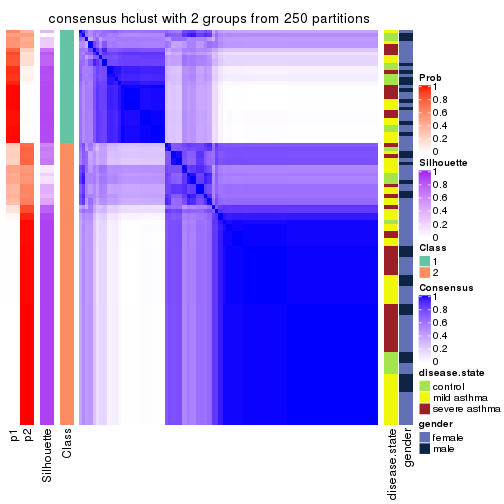 consensus hclust with 2 groups from 250 partitions
Prob
1
0.8
0.6
0.4
0.2
0
Silhouette
1
0.8
0.6
0.4
0.2
0
Class
1
2
Consensus
1
0.8
0.6
0.4
0.2
0
disease.state
control
mild asthma
severe asthma
gender
female
male
p1
p2
Silhouette
Class
disease.state
gender